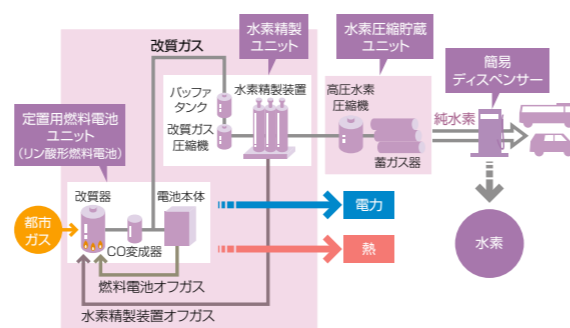 水素精製
ユニット
水素圧縮貯蔵
ユニット
簡易
ディスペンサー
改質ガス
バッファ
タンク
水素精製装置
改質ガス
圧縮機
高圧水素
圧縮機
蓄ガス器
純水素
定置用燃料電池
ユニット
(リン酸形燃料電池)
改質器
電池本体
CO変成器
都市
ガス
電力
熱
水素
燃料電池オフガス
水素精製装置オフガス